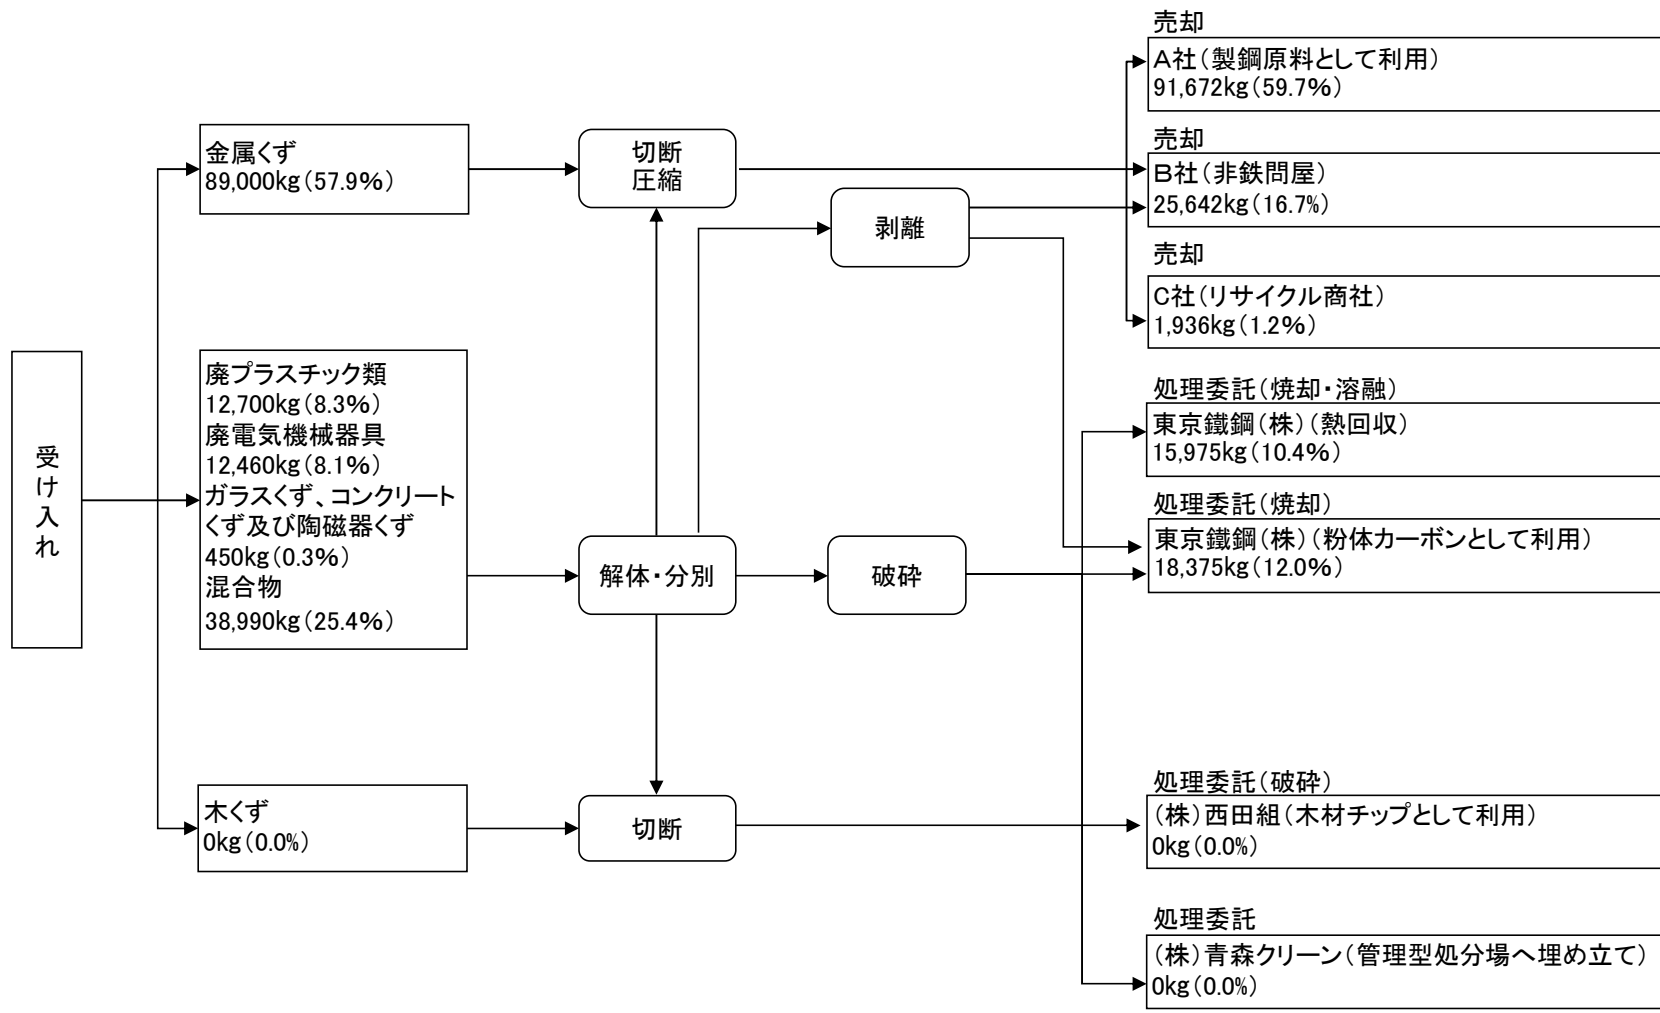 受け入れ
金属くず
89,000kg(57.9%)
廃プラスチック類
12,700kg(8.3%)
廃電気機械器具
12,460kg(8.1%)
ガラスくず、コンクリート
くず及び陶磁器くず
450kg(0.3%)
混合物
38,990kg(25.4%)
木くず
0kg(0.0%)
切断
圧縮
剥離
解体・分別
破砕
切断
売却
A社(製鋼原料として利用)
91,672kg(59.7%)
売却
B社(非鉄問屋)
25,642kg(16.7%)
売却
C社(リサイクル商社)
1,936kg(1.2%)
処理委託(焼却・溶融)
東京鐵鋼(株)(熱回収)
15,975kg(10.4%)
処理委託(焼却)
東京鐵鋼(株)(粉体カーボンとして利用)
18,375kg(12.0%)
処理委託(破砕)
(株)西田組(木材チップとして利用)
0kg(0.0%)
処理委託
(株)青森クリーン(管理型処分場へ埋め立て)
0kg(0.0%)